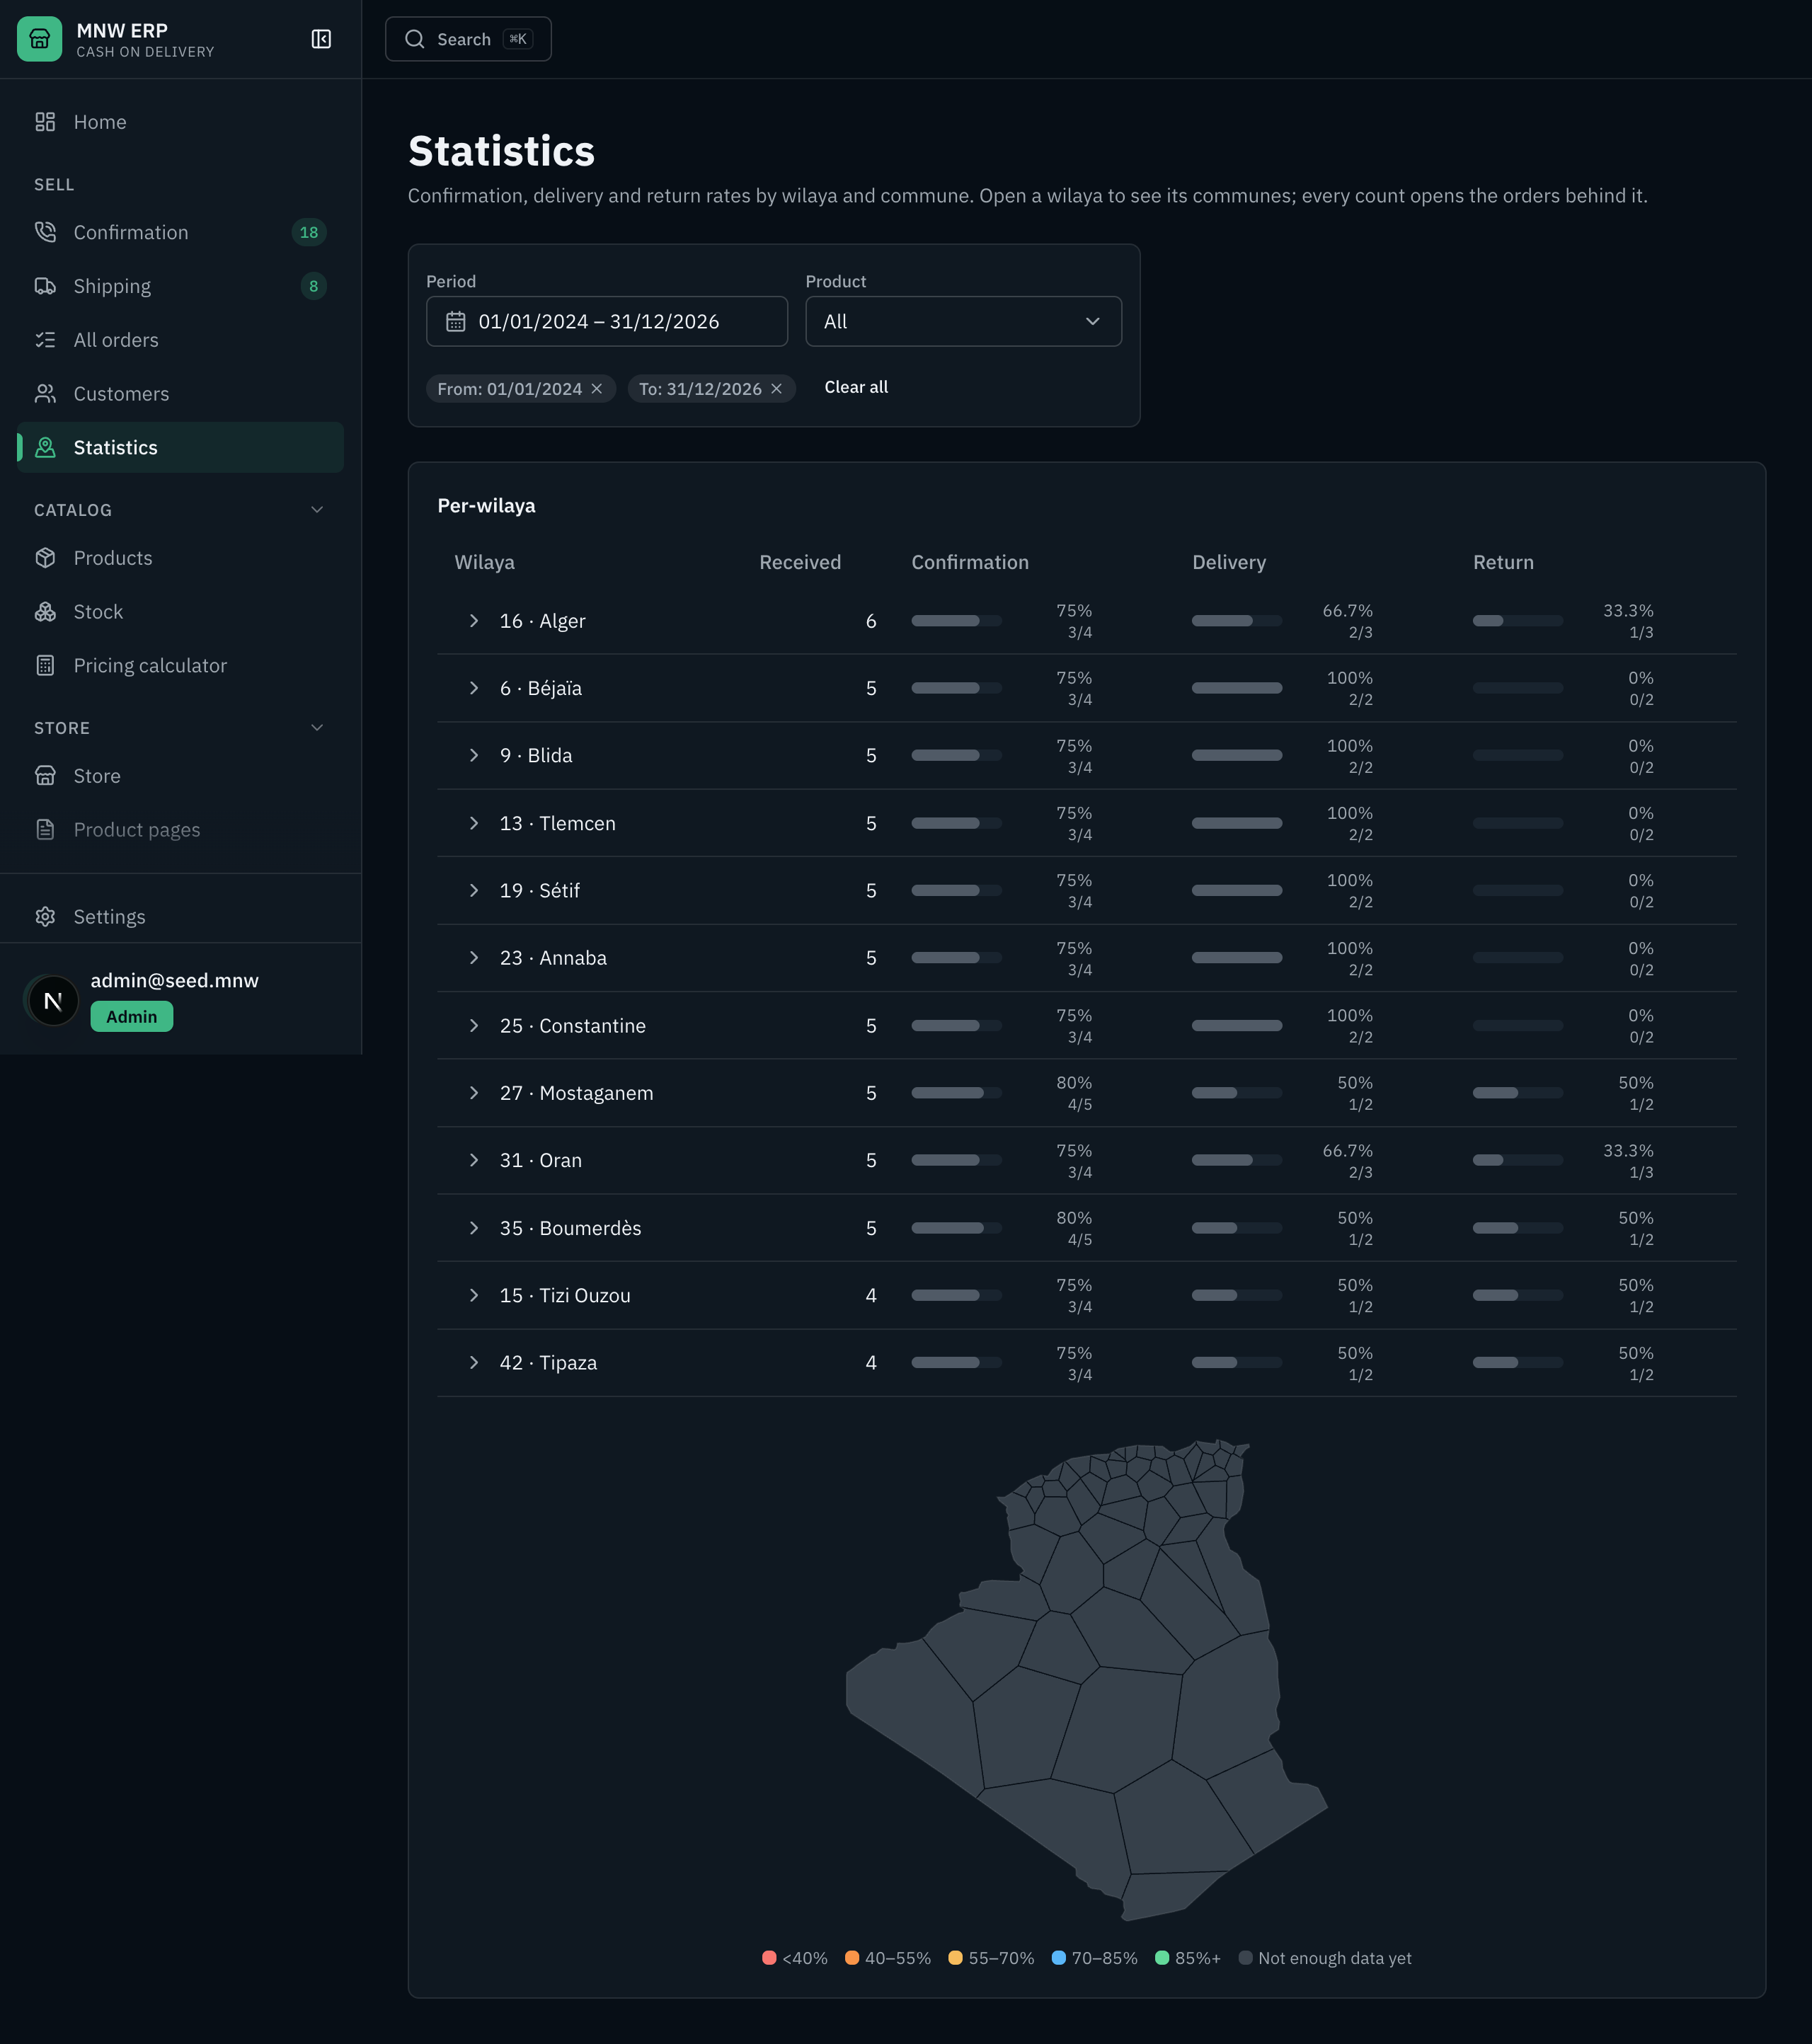 MNW ERP
CASH ON DELIVERY
Search ⌘K
Home
SELL
Confirmation 18
Shipping 8
All orders
Customers
Statistics
CATALOG
Products
Stock
Pricing calculator
STORE
Store
Product pages
Settings
N
admin@seed.mnw
Admin
Statistics
Confirmation, delivery and return rates by wilaya and commune. Open a wilaya to see its communes; every count opens the orders behind it.
Period Product
01/01/2024 – 31/12/2026 All
From: 01/01/2024 To: 31/12/2026 Clear all
Per-wilaya
Wilaya Received Confirmation Delivery Return
16 · Alger 6 75% 66.7% 33.3%
3/4 2/3 1/3
6 · Béjaïa 5 75% 100% 0%
3/4 2/2 0/2
9 · Blida 5 75% 100% 0%
3/4 2/2 0/2
13 · Tlemcen 5 75% 100% 0%
3/4 2/2 0/2
19 · Sétif 5 75% 100% 0%
3/4 2/2 0/2
23 · Annaba 5 75% 100% 0%
3/4 2/2 0/2
25 · Constantine 5 75% 100% 0%
3/4 2/2 0/2
27 · Mostaganem 5 80% 50% 50%
4/5 1/2 1/2
31 · Oran 5 75% 66.7% 33.3%
3/4 2/3 1/3
35 · Boumerdès 5 80% 50% 50%
4/5 1/2 1/2
15 · Tizi Ouzou 4 75% 50% 50%
3/4 1/2 1/2
42 · Tipaza 4 75% 50% 50%
3/4 1/2 1/2
<40% 40–55% 55–70% 70–85% 85%+ Not enough data yet